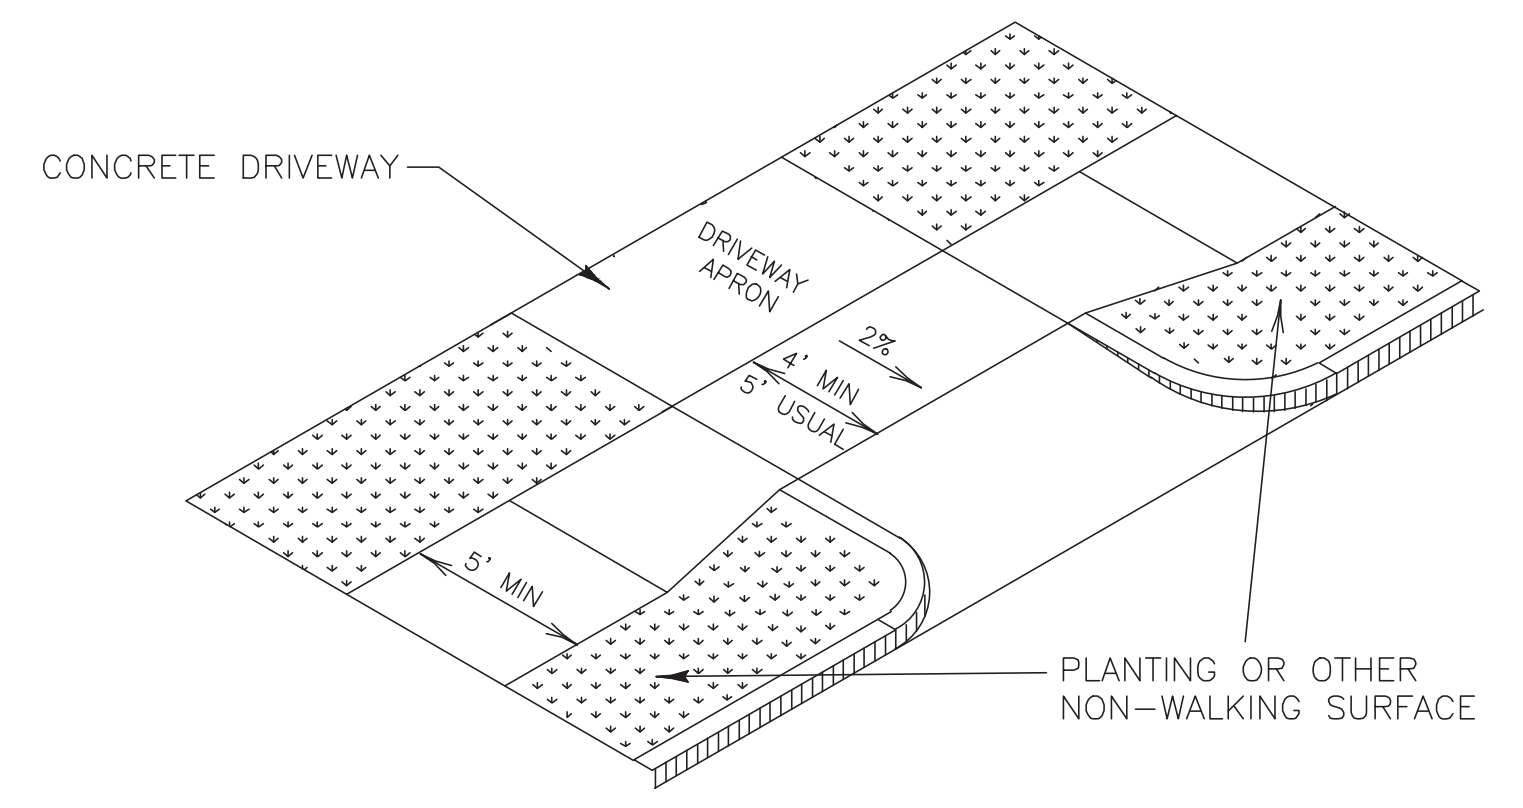 CONCRETE DRIVEWAY
DRIVEWAY
APRON
2%
4' MIN
5' USUAL
5' MIN
PLANTING OR OTHER
NON-WALKING SURFACE